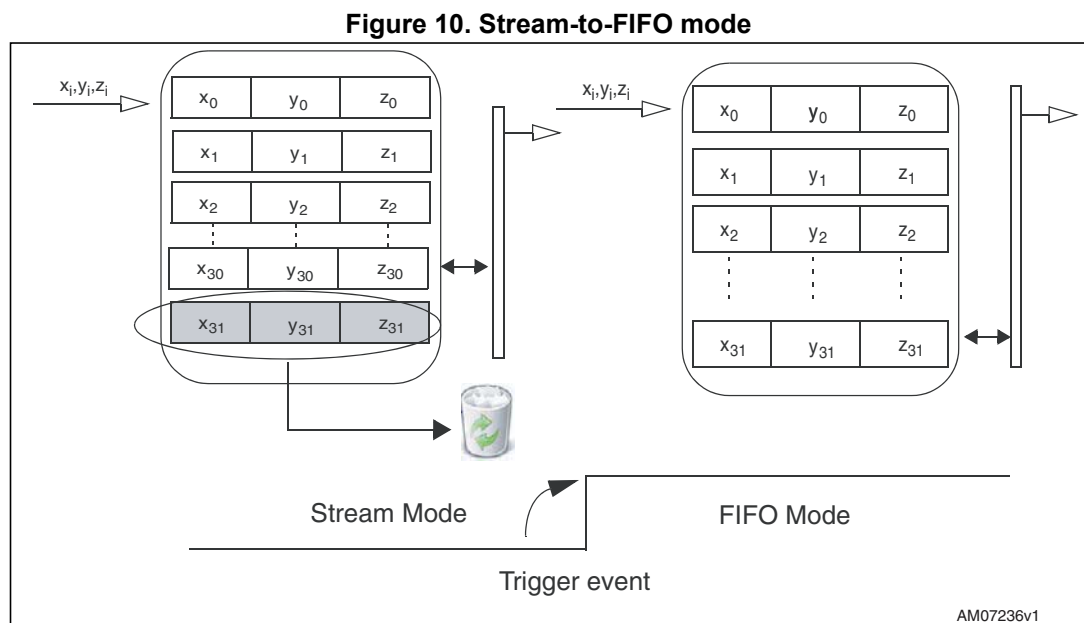 Figure 10. Stream-to-FIFO mode
xi,yi,zi
x0 y0 z0
x1 y1 z1
x2 y2 z2
x30 y30 z30
x31 y31 z31
xi,yi,zi
x0 y0 z0
x1 y1 z1
x2 y2 z2
x31 y31 z31
Stream Mode
FIFO Mode
Trigger event
AM07236v1